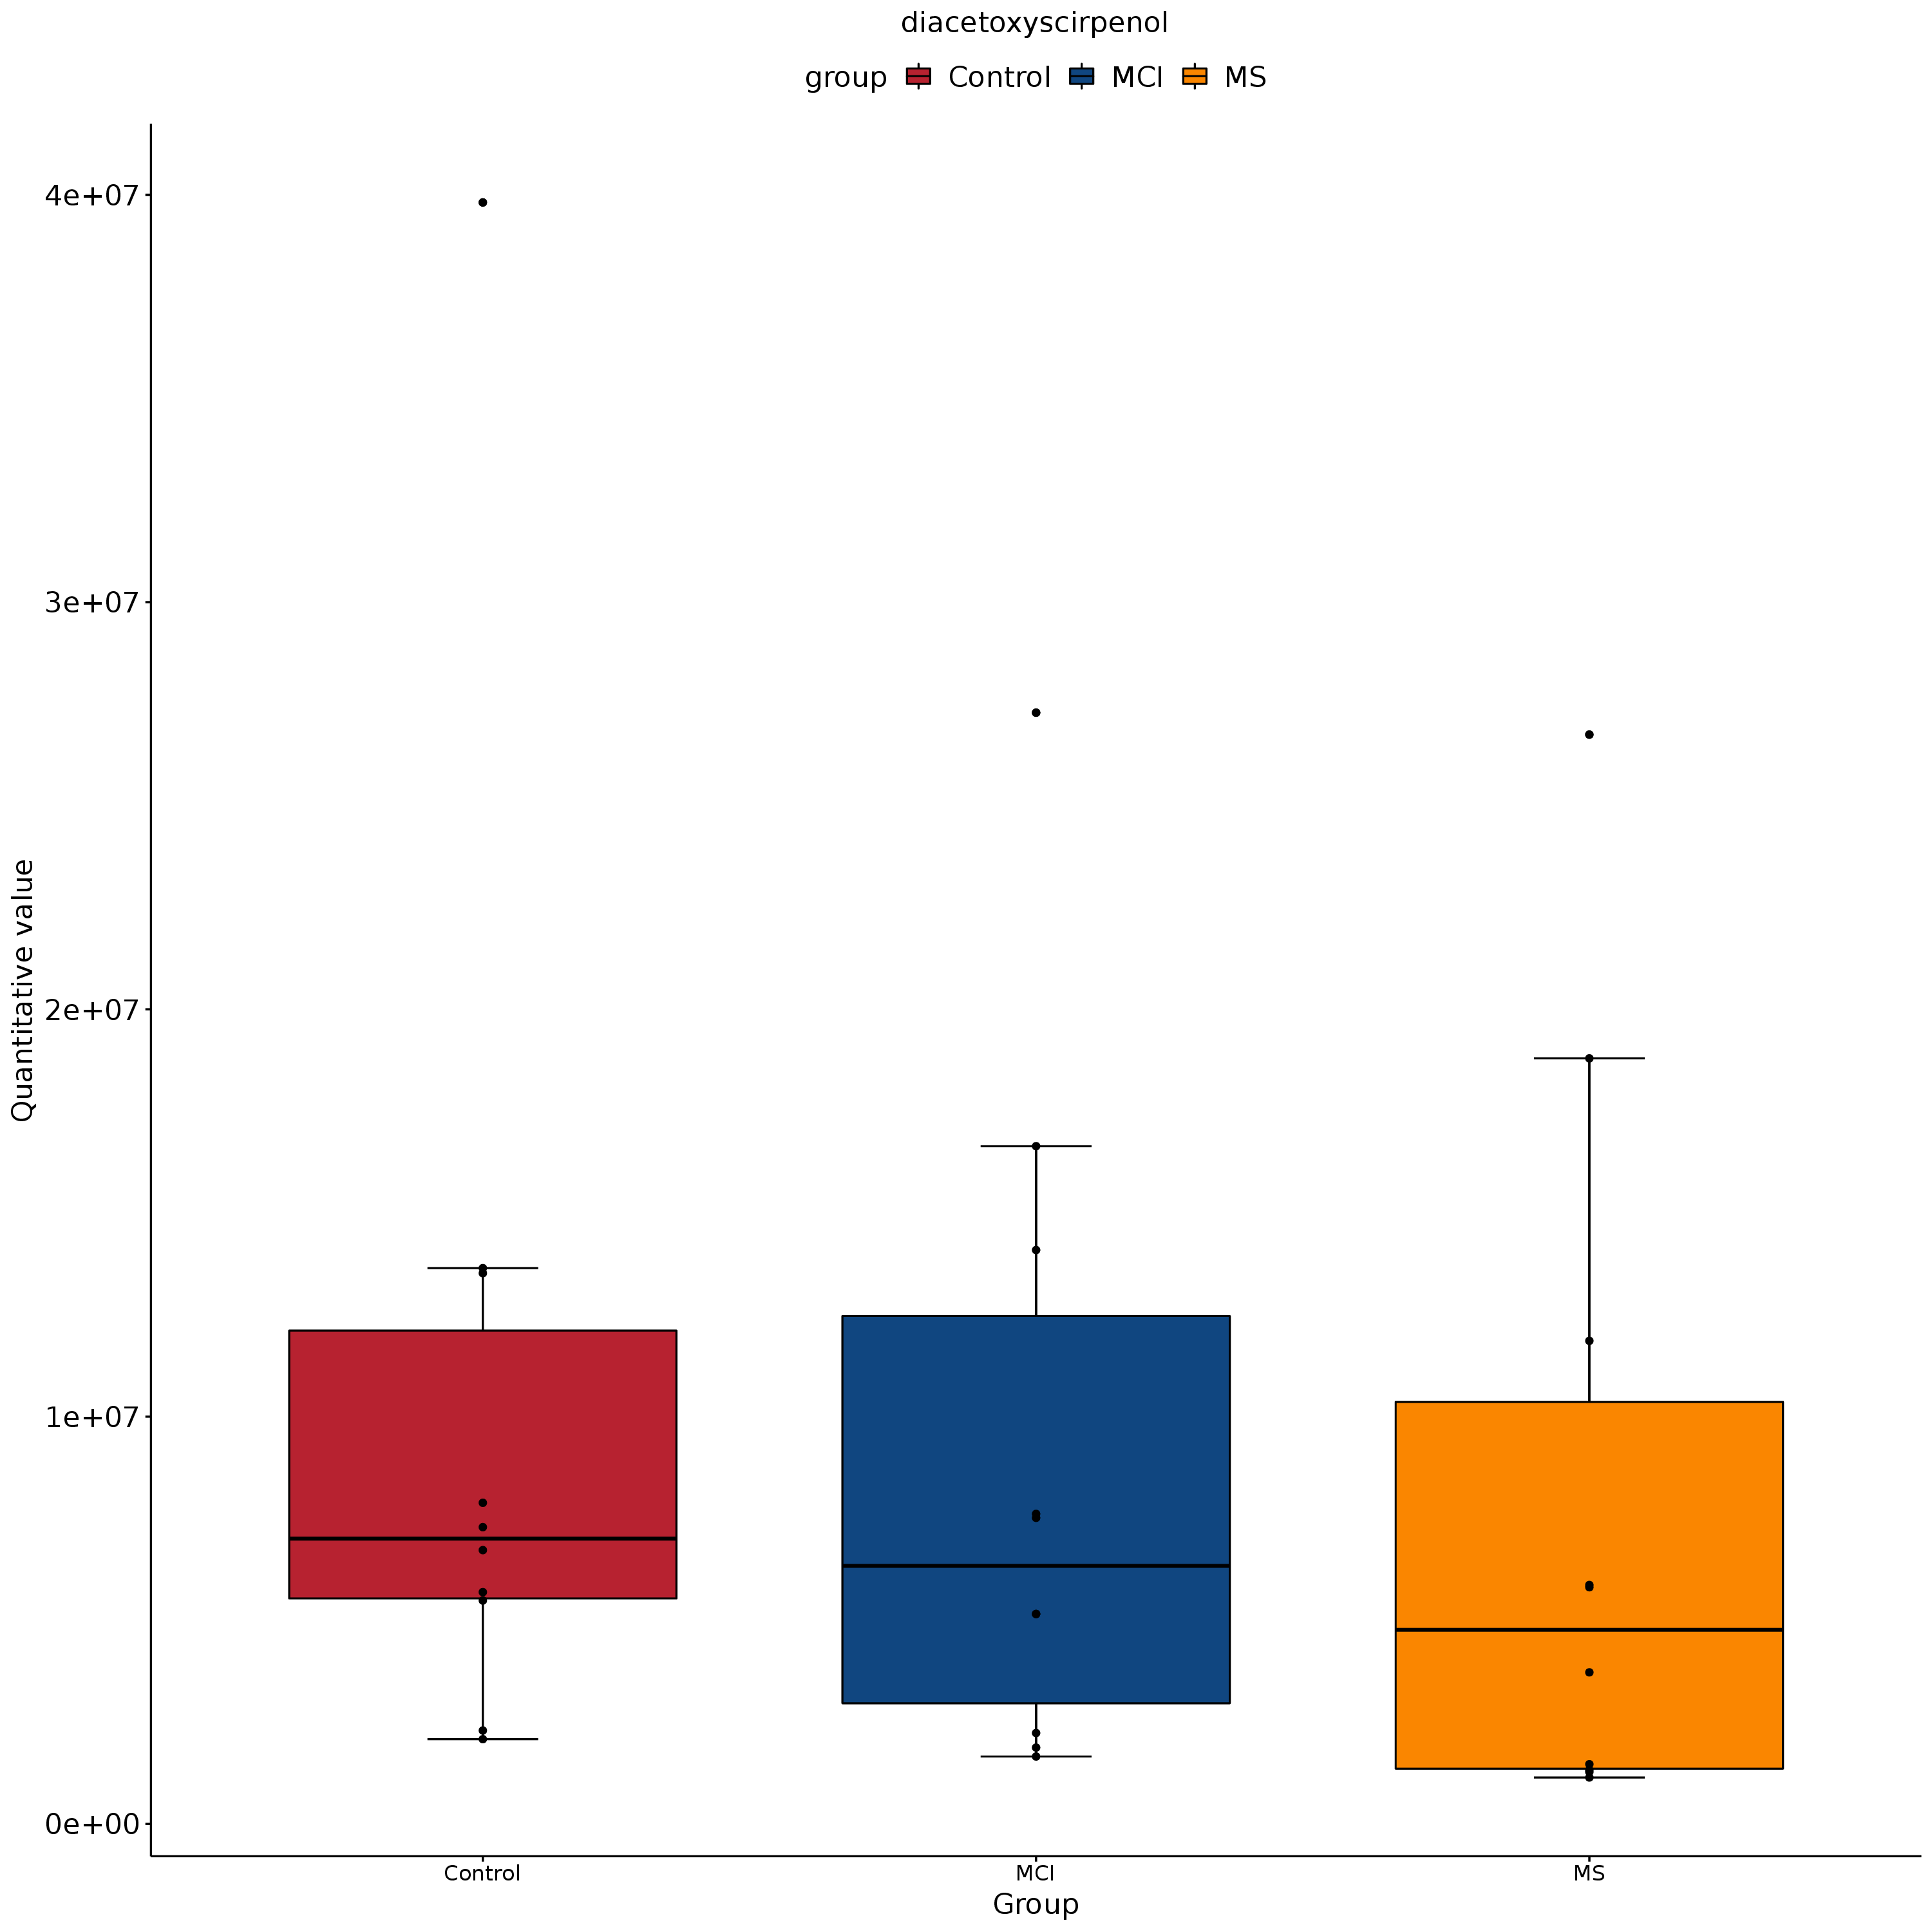 diacetoxyscirpenol
group Control MCI MS
Quantitative value
4e+07
3e+07
2e+07
1e+07
0e+00
Control MCI MS
Group